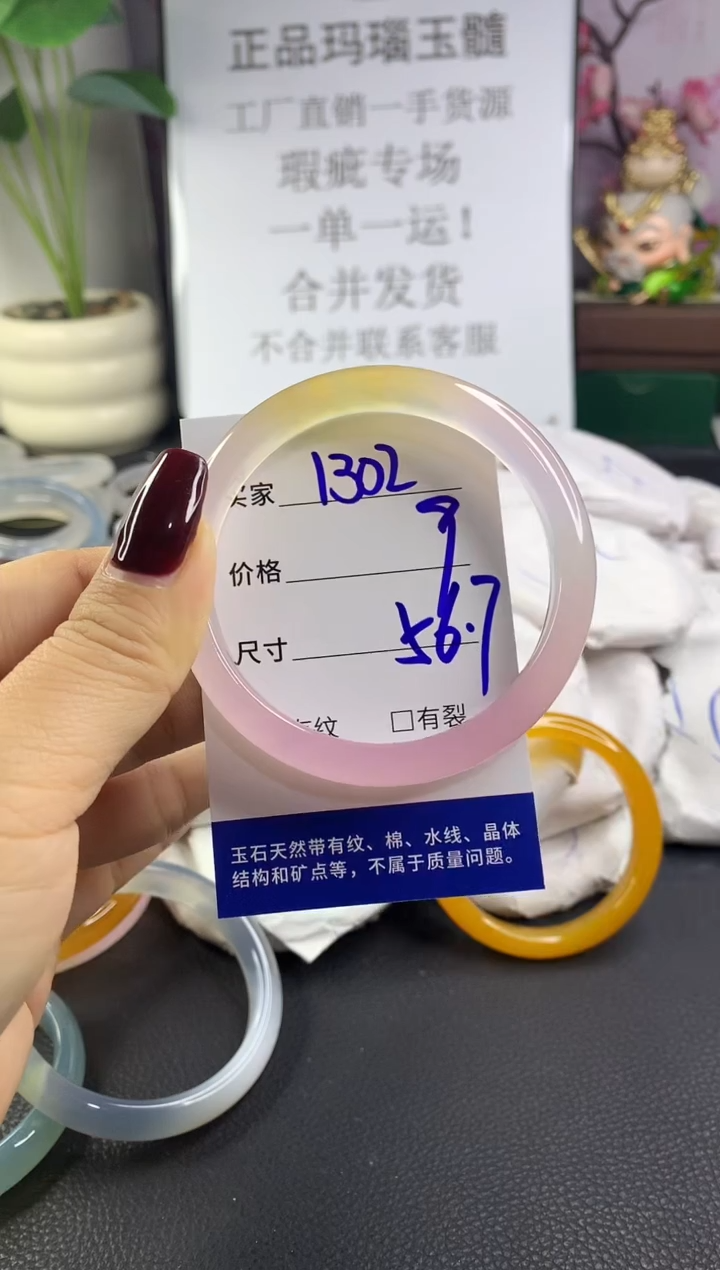 正品玛瑙玉髓
工厂直销一手货源
瑕疵专场
一单一运！
合并发货
不合并联系客服
买家 1302
价格
尺寸 56.7
有纹 □有裂
玉石天然带有纹、棉、水线、晶体
结构和矿点等，不属于质量问题。